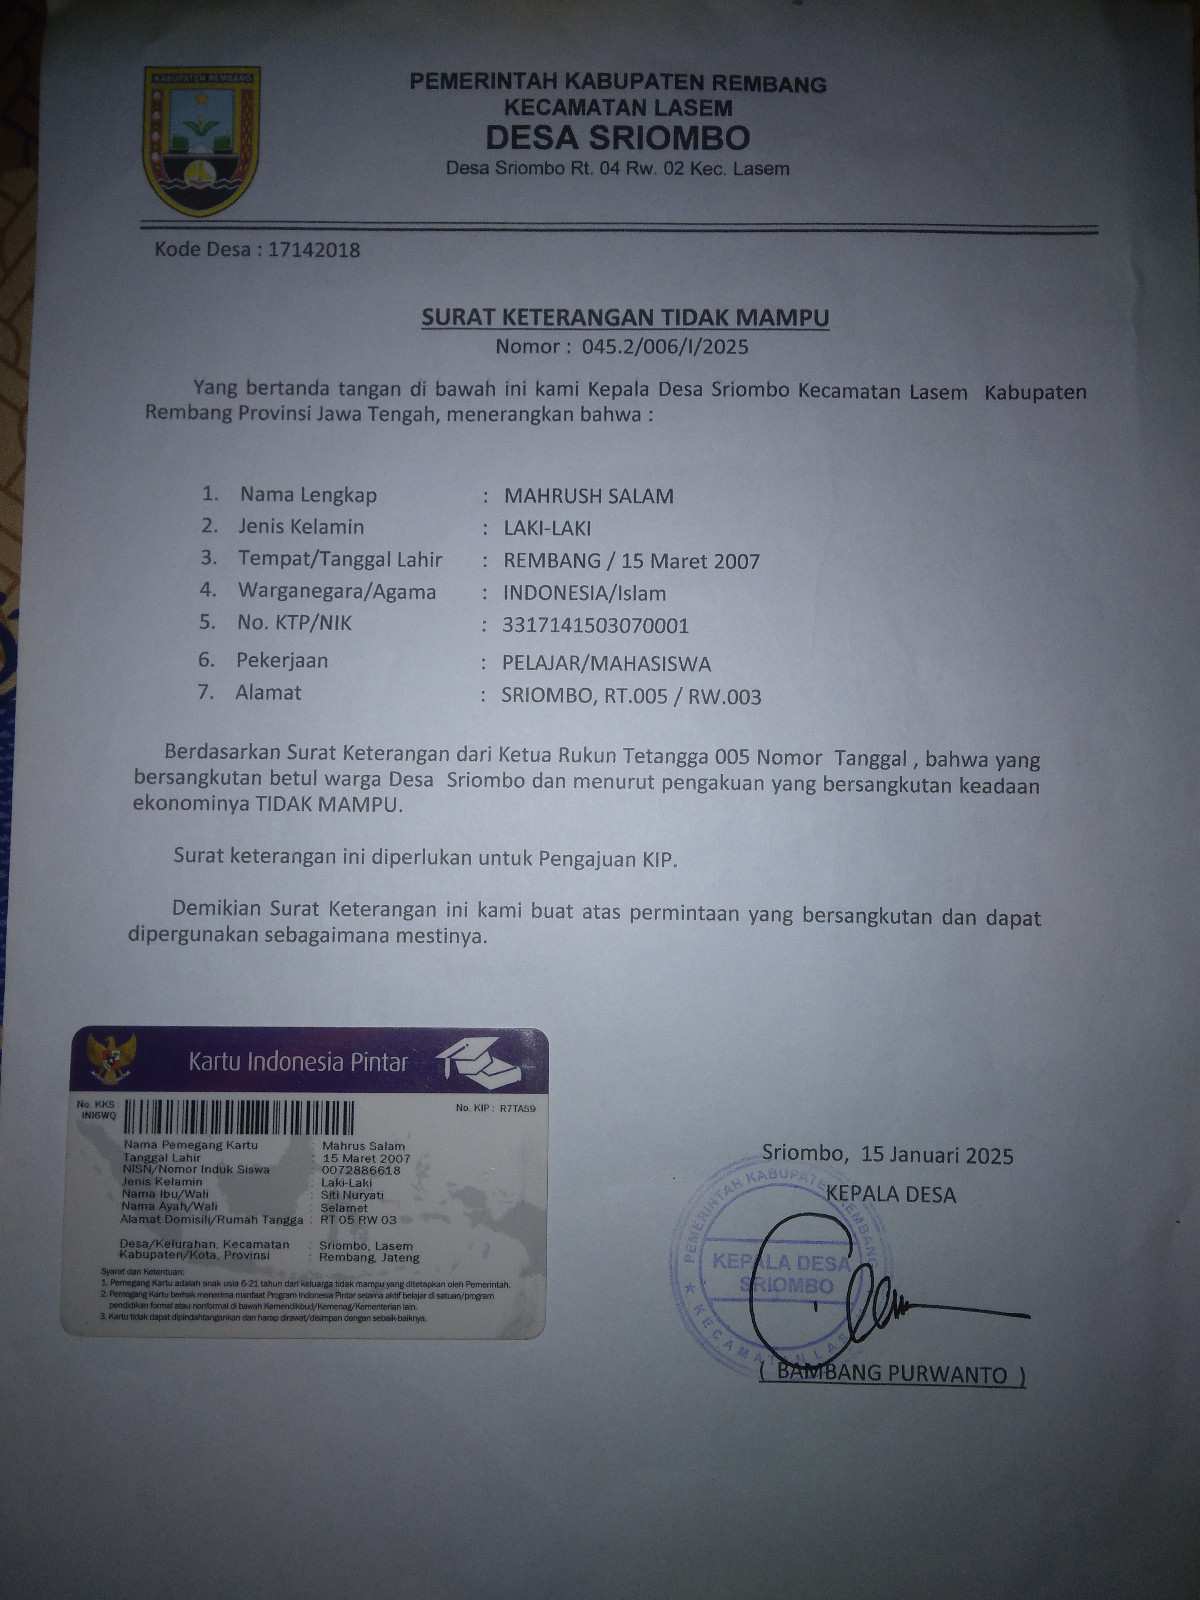 KABUPATEN REMBANG
PEMERINTAH KABUPATEN REMBANG
KECAMATAN LASEM
DESA SRIOMBO
Desa Sriombo Rt. 04 Rw. 02 Kec. Lasem
Kode Desa : 17142018
SURAT KETERANGAN TIDAK MAMPU
Nomor : 045.2/006/I/2025
Yang bertanda tangan di bawah ini kami Kepala Desa Sriombo Kecamatan Lasem Kabupaten
Rembang Provinsi Jawa Tengah, menerangkan bahwa :
1. Nama Lengkap : MAHRUSH SALAM
2. Jenis Kelamin : LAKI-LAKI
3. Tempat/Tanggal Lahir : REMBANG / 15 Maret 2007
4. Warganegara/Agama : INDONESIA/Islam
5. No. KTP/NIK : 3317141503070001
6. Pekerjaan : PELAJAR/MAHASISWA
7. Alamat : SRIOMBO, RT.005 / RW.003
Berdasarkan Surat Keterangan dari Ketua Rukun Tetangga 005 Nomor Tanggal , bahwa yang
bersangkutan betul warga Desa Sriombo dan menurut pengakuan yang bersangkutan keadaan
ekonominya TIDAK MAMPU.
Surat keterangan ini diperlukan untuk Pengajuan KIP.
Demikian Surat Keterangan ini kami buat atas permintaan yang bersangkutan dan dapat
dipergunakan sebagaimana mestinya.
Kartu Indonesia Pintar
No. KKS :
INI6WQ
No. KIP : R7TA59
Nama Pemegang Kartu : Mahrus Salam
Tanggal Lahir : 15 Maret 2007
NISN/Nomor Induk Siswa : 0072886618
Jenis Kelamin : Laki-Laki
Nama Ibu/Wali : Siti Nuryati
Nama Ayah/Wali : Selamet
Alamat Domisili/Rumah Tangga : RT 05 RW 03
Desa/Kelurahan, Kecamatan : Sriombo, Lasem
Kabupaten/Kota, Provinsi : Rembang, Jateng
Syarat dan Ketentuan:
1. Pemegang Kartu adalah anak usia 6-21 tahun dari keluarga tidak mampu yang ditetapkan oleh Pemerintah.
2. Pemegang Kartu berhak menerima manfaat Program Indonesia Pintar selama aktif belajar di satuan/program
pendidikan formal atau nonformal di bawah Kemendikbud/Kemenag/Kementerian lain.
3. Kartu tidak dapat dipindahtangankan dan harap dirawat/disimpan dengan sebaik-baiknya.
Sriombo, 15 Januari 2025
KEPALA DESA
PEMERINTAH KABUPATEN REMBANG
KEPALA DESA
SRIOMBO
KECAMATAN LASEM
( BAMBANG PURWANTO )